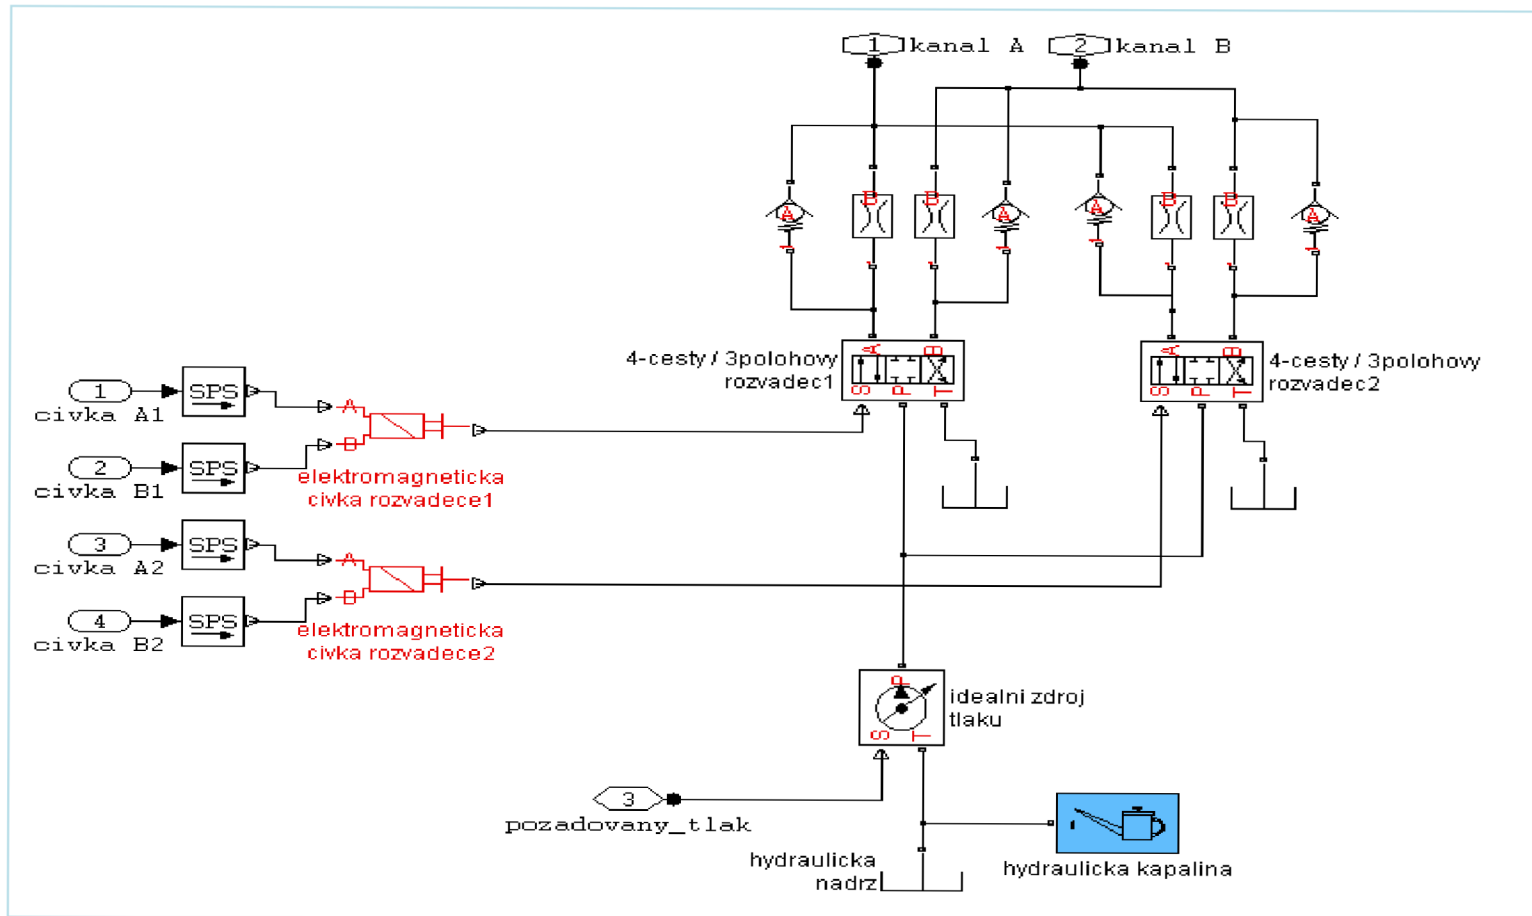 1 kanal A 2 kanal B
A B B A A B B A
4-cesty / 3polohovy
rozvadec1
A B
S P T
4-cesty / 3polohovy
rozvadec2
A B
S P T
1 SPS A
civka A1
2 SPS B
civka B1
elektromagneticka
civka rozvadece1
3 SPS A
civka A2
4 SPS B
civka B2
elektromagneticka
civka rozvadece2
P
S T
idealni zdroj
tlaku
3
pozadovany_tlak
hydraulicka
nadrz
hydraulicka kapalina